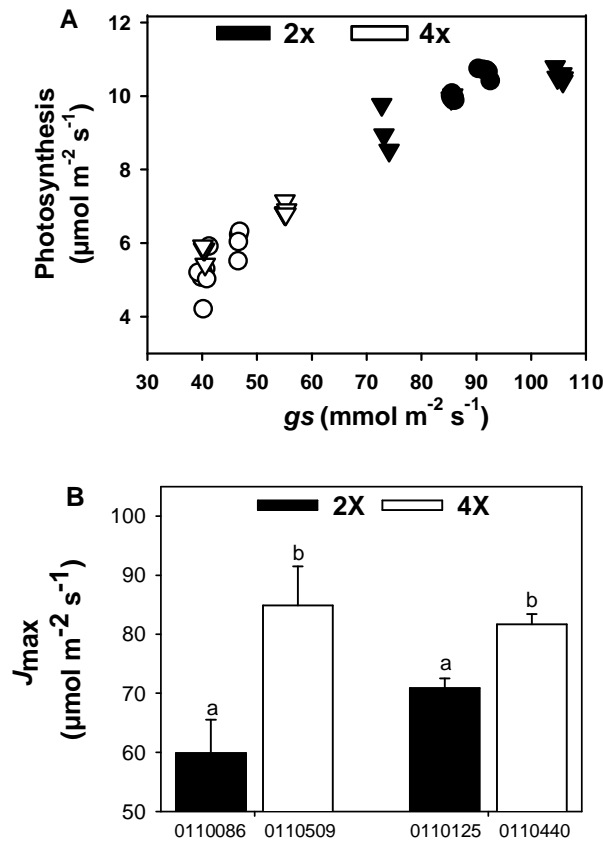 A
2x 4x
Photosynthesis
(µmol m-2 s-1)
12
10
8
6
4
30 40 50 60 70 80 90 100 110
gs (mmol m-2 s-1)
B
2X 4X
Jmax
(µmol m-2 s-1)
100
90
80
70
60
50
a
b
a
b
0110086 0110509 0110125 0110440